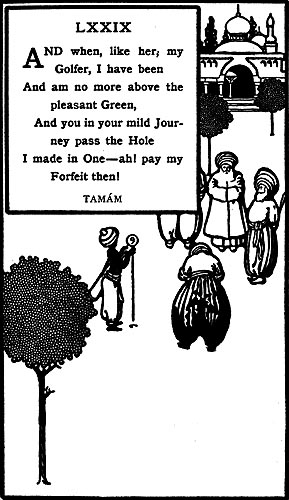 LXXIX
AND when, like her; my
Golfer, I have been
And am no more above the
pleasant Green,
And you in your mild Jour-
ney pass the Hole
I made in One—ah! pay my
Forfeit then!
TAMÁM